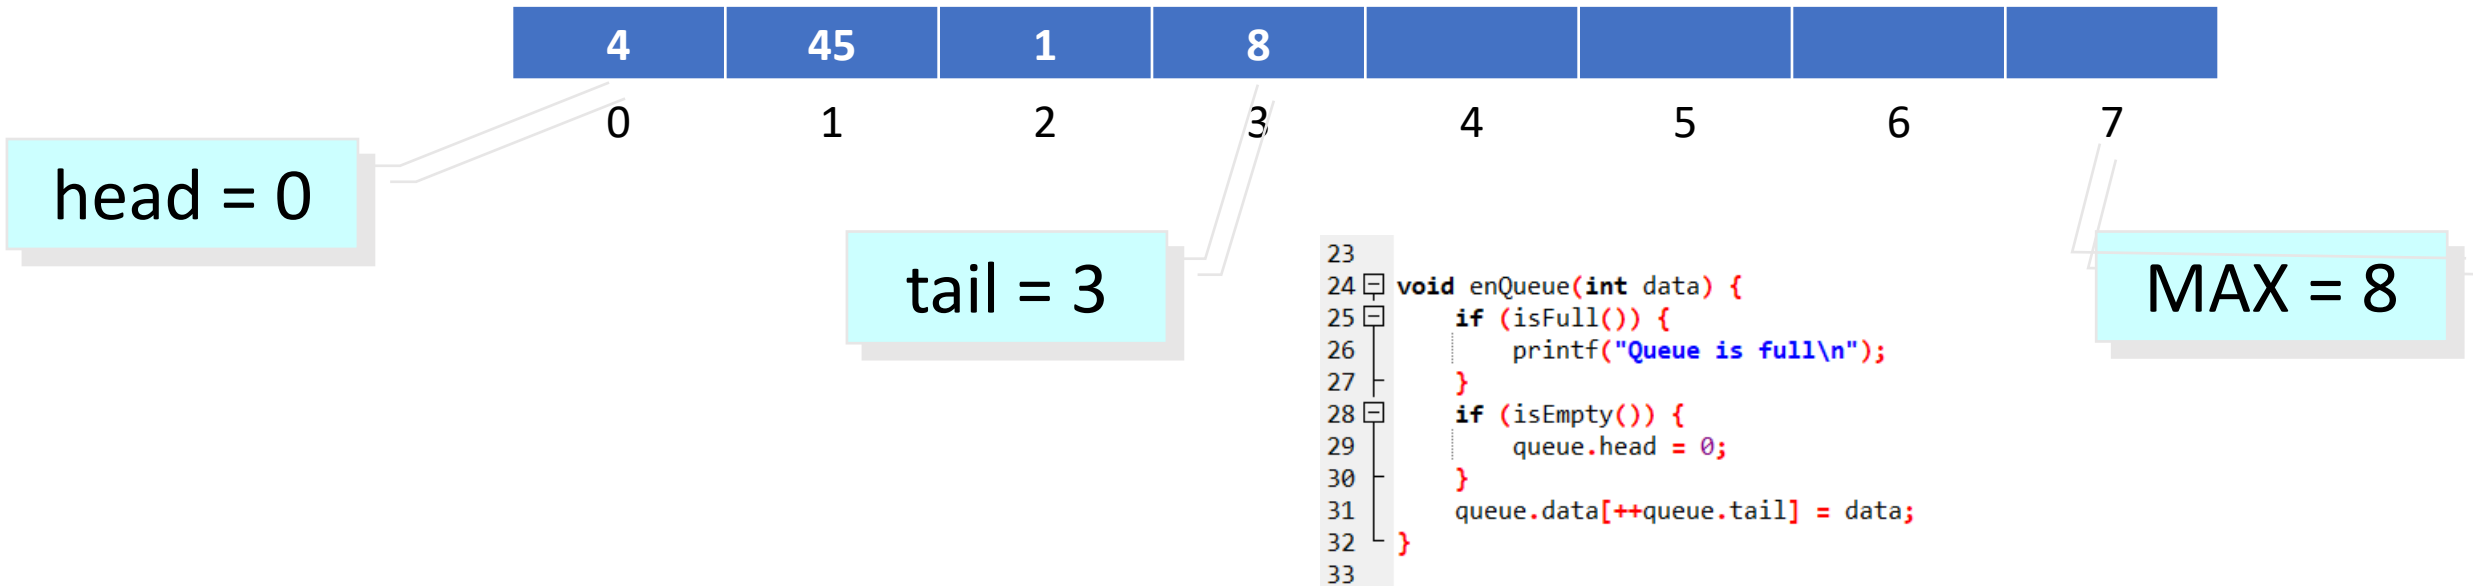 4 45 1 8
0 1 2 3 4 5 6 7
head = 0
tail = 3
MAX = 8
23
24 void enQueue(int data) {
25 if (isFull()) {
26 printf("Queue is full\n");
27 }
28 if (isEmpty()) {
29 queue.head = 0;
30 }
31 queue.data[++queue.tail] = data;
32 }
33